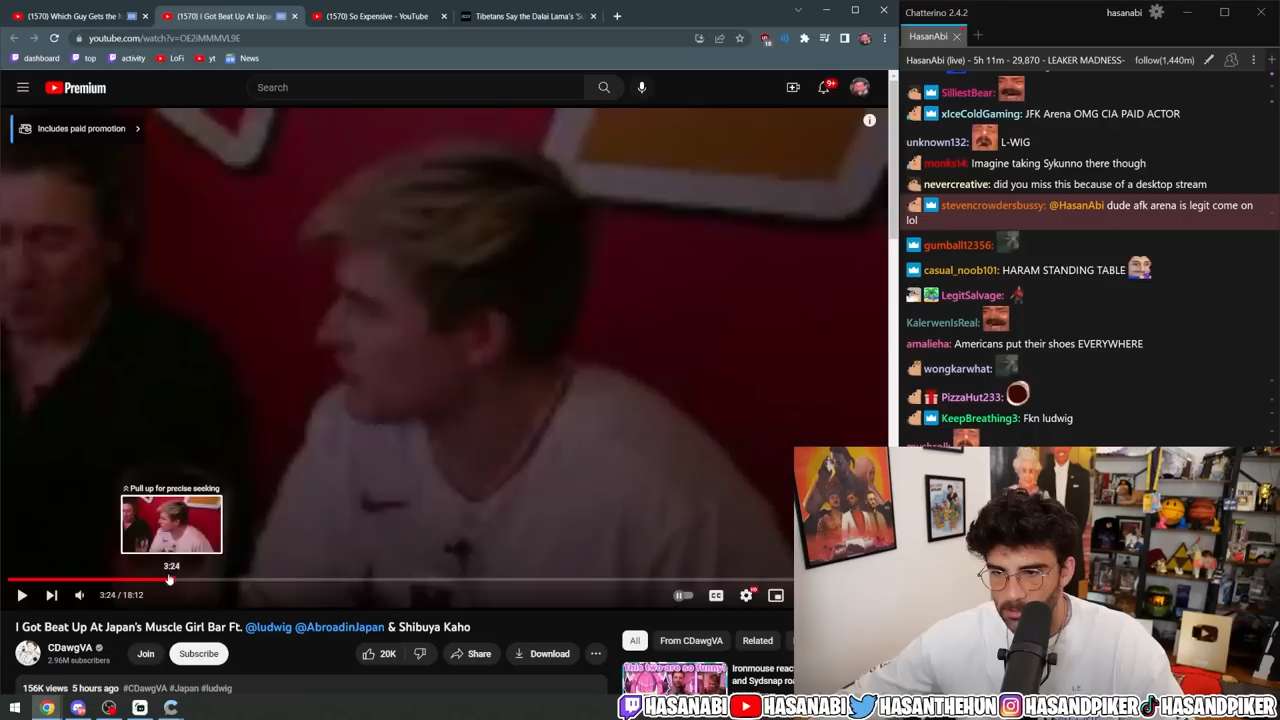 (1570) Which Guy Gets the
(1570) I Got Beat Up At Japa
(1570) So Expensive - YouTube
Tibetans Say the Dalai Lama's 'Su
youtube.com/watch?v=OE2iMMMVL9E
dashboard
top
activity
LoFi
yt
News
Premium
Search
9+
Includes paid promotion
Pull up for precise seeking
3:24
3:24 / 18:12
I Got Beat Up At Japan's Muscle Girl Bar Ft. @ludwig @AbroadinJapan & Shibuya Kaho
CDawgVA
2.96M subscribers
Join
Subscribe
20K
Share
Download
156K views 5 hours ago #CDawgVA #Japan #ludwig
All
From CDawgVA
Related
Ironmouse react
and Sydsnap roa
Chatterino 2.4.2
hasanabi
HasanAbi
HasanAbi (live) - 5h 11m - 29,870 - LEAKER MADNESS-
follow(1,440m)
SilliestBear:
xIceColdGaming: JFK Arena OMG CIA PAID ACTOR
unknown132: L-WIG
monks14: Imagine taking Sykunno there though
nevercreative: did you miss this because of a desktop stream
stevencrowdersbussy: @HasanAbi dude afk arena is legit come on
lol
gumball12356:
casual_noob101: HARAM STANDING TABLE
LegitSalvage:
KalerwenIsReal:
amalieha: Americans put their shoes EVERYWHERE
wongkarwhat:
PizzaHut233:
KeepBreathing3: Fkn ludwig
HASANABI
HASANABI
HASANTHEHUN
HASANDPIKER
HASANDPIKER